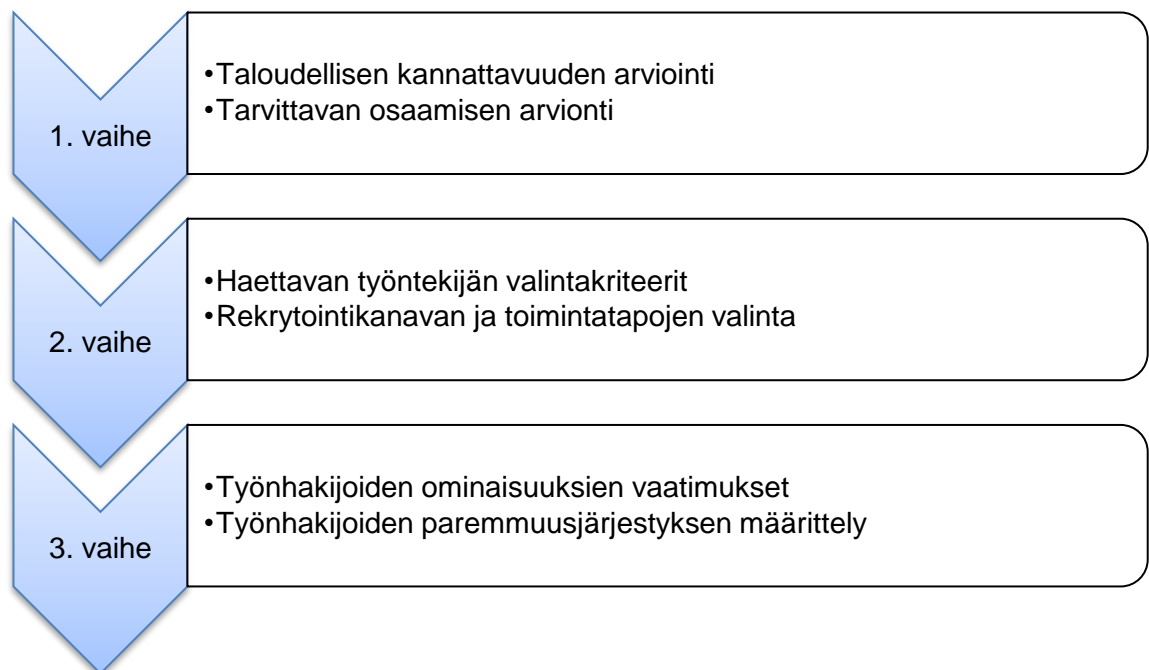 1. vaihe
•Taloudellisen kannattavuuden arviointi
•Tarvittavan osaamisen arvionti
2. vaihe
•Haettavan työntekijän valintakriteerit
•Rekrytointikanavan ja toimintatapojen valinta
3. vaihe
•Työnhakijoiden ominaisuuksien vaatimukset
•Työnhakijoiden paremmuusjärjestyksen määrittely